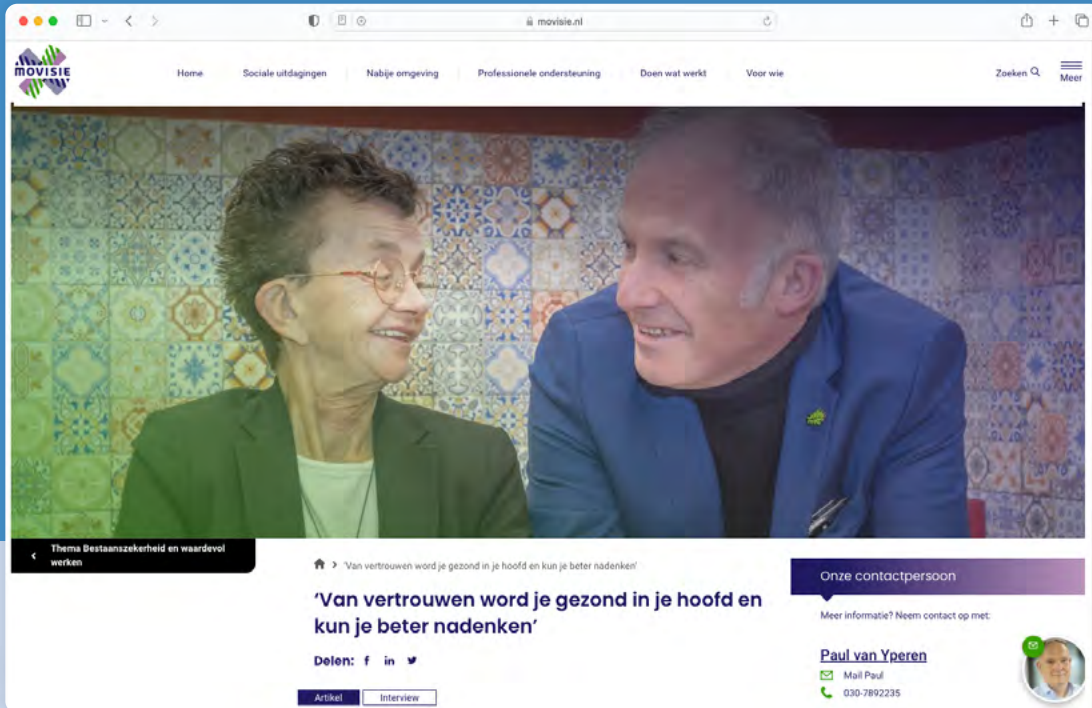 movisie.nl
MOVISIE
Home
Sociale uitdagingen
Nabije omgeving
Professionele ondersteuning
Doen wat werkt
Voor wie
Zoeken
Meer
Thema Bestaanszekerheid en waardevol
werken
'Van vertrouwen word je gezond in je hoofd en kun je beter nadenken'
'Van vertrouwen word je gezond in je hoofd en
kun je beter nadenken'
Delen:
Artikel
Interview
Onze contactpersoon
Meer informatie? Neem contact op met:
Paul van Yperen
Mail Paul
030-7892235